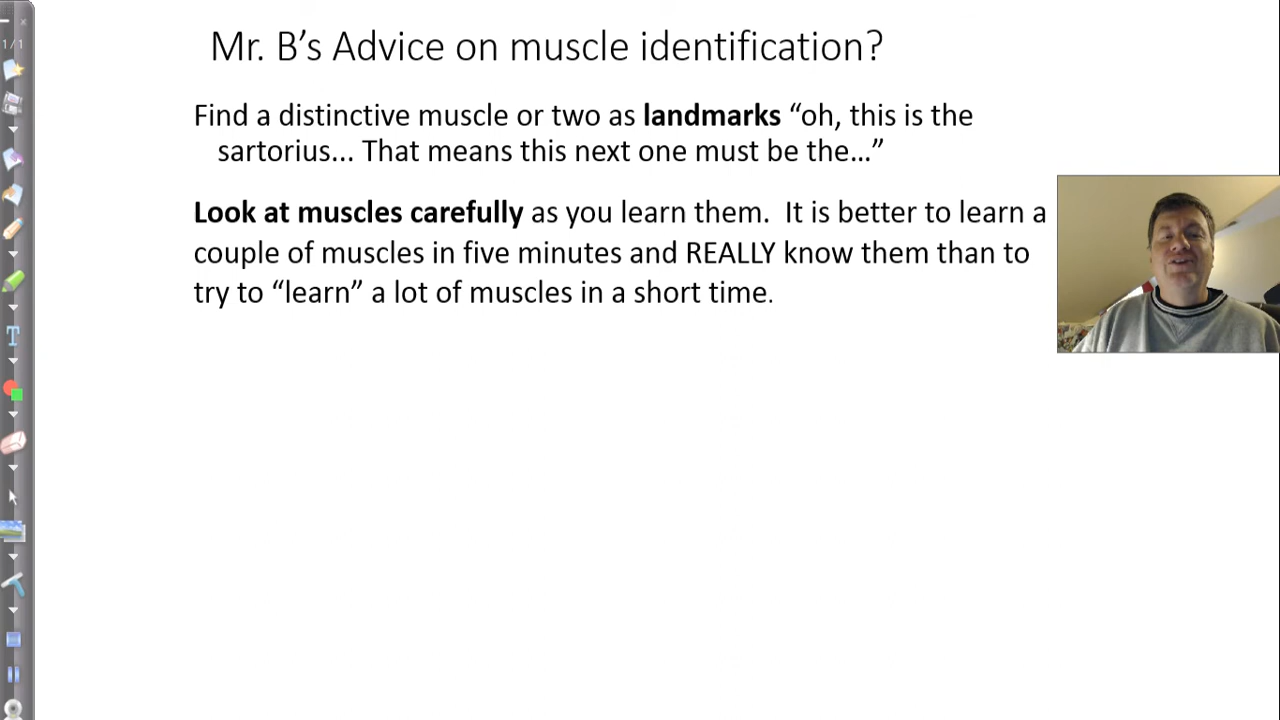 Mr. B’s Advice on muscle identification?
Find a distinctive muscle or two as landmarks “oh, this is the
sartorius... That means this next one must be the…”
Look at muscles carefully as you learn them.  It is better to learn a
couple of muscles in five minutes and REALLY know them than to
try to “learn” a lot of muscles in a short time.
1/1
T